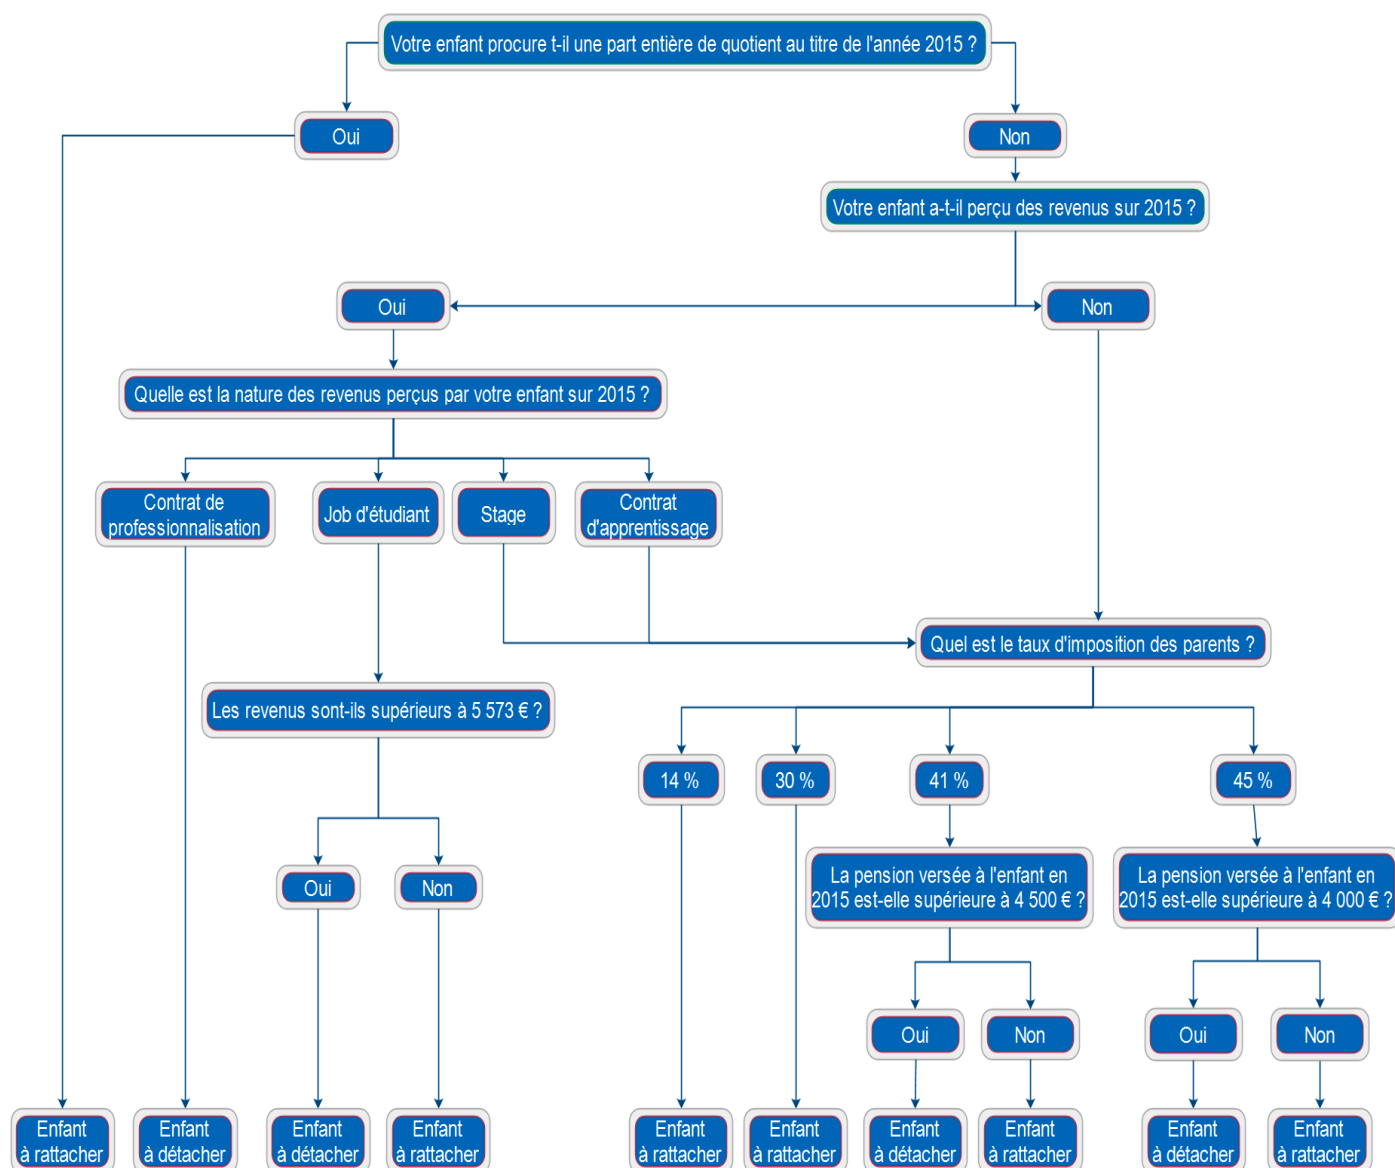 Votre enfant procure t-il une part entière de quotient au titre de l'année 2015 ?
Oui
Non
Votre enfant a-t-il perçu des revenus sur 2015 ?
Oui
Non
Quelle est la nature des revenus perçus par votre enfant sur 2015 ?
Contrat de
professionnalisation
Job d'étudiant
Stage
Contrat
d'apprentissage
Quel est le taux d'imposition des parents ?
Les revenus sont-ils supérieurs à 5 573 € ?
14 %
30 %
41 %
45 %
Oui
Non
La pension versée à l'enfant en
2015 est-elle supérieure à 4 500 € ?
La pension versée à l'enfant en
2015 est-elle supérieure à 4 000 € ?
Oui
Non
Oui
Non
Enfant
à rattacher
Enfant
à détacher
Enfant
à détacher
Enfant
à rattacher
Enfant
à rattacher
Enfant
à rattacher
Enfant
à détacher
Enfant
à rattacher
Enfant
à détacher
Enfant
à rattacher